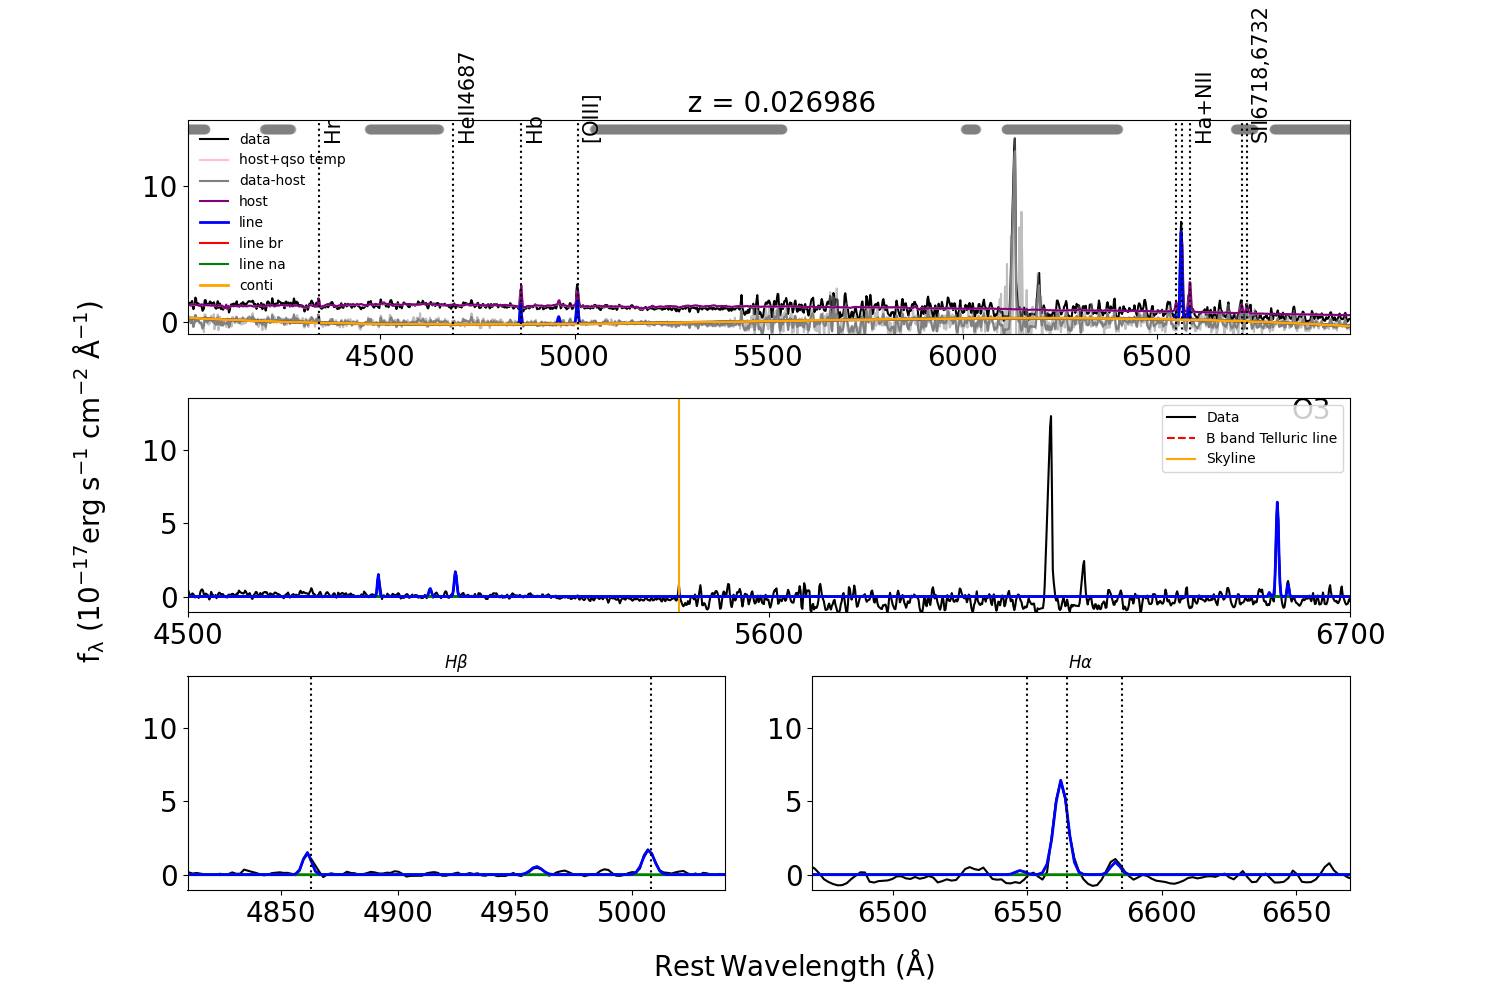 z = 0.026986
Hr
HeII4687
Hb
[OIII]
Ha+NII
SII6718,6732
data
host+qso temp
data-host
host
line
line br
line na
conti
10
0
4500
5000
5500
6000
6500
O3
Data
B band Telluric line
Skyline
10
5
0
4500
5600
6700
fλ (10⁻¹⁷erg s⁻¹ cm⁻² Å⁻¹)
Hβ
10
5
0
4850
4900
4950
5000
Hα
10
5
0
6500
6550
6600
6650
Rest Wavelength (Å)